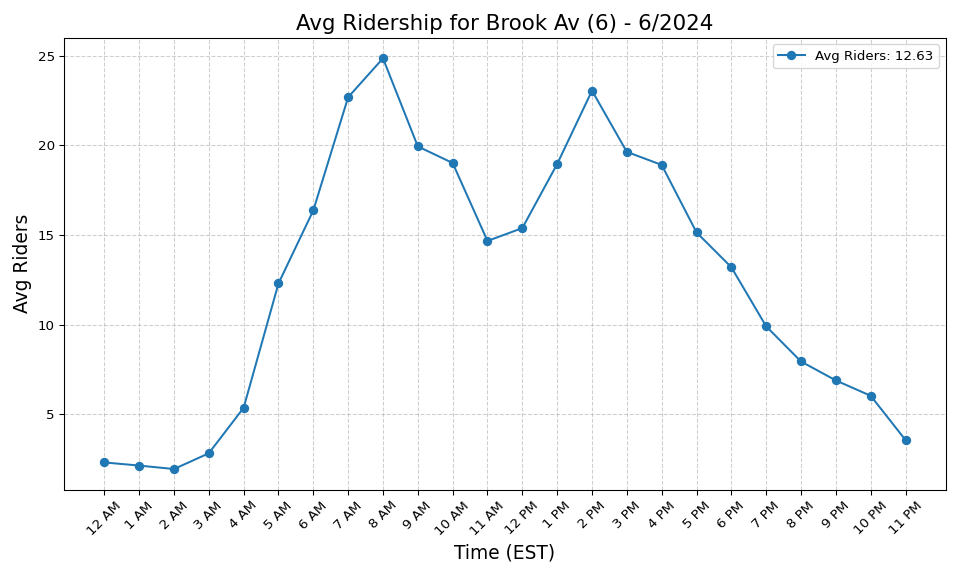 Avg Ridership for Brook Av (6) - 6/2024
Avg Riders: 12.63
Avg Riders
25
20
15
10
5
12 AM
1 AM
2 AM
3 AM
4 AM
5 AM
6 AM
7 AM
8 AM
9 AM
10 AM
11 AM
12 PM
1 PM
2 PM
3 PM
4 PM
5 PM
6 PM
7 PM
8 PM
9 PM
10 PM
11 PM
Time (EST)